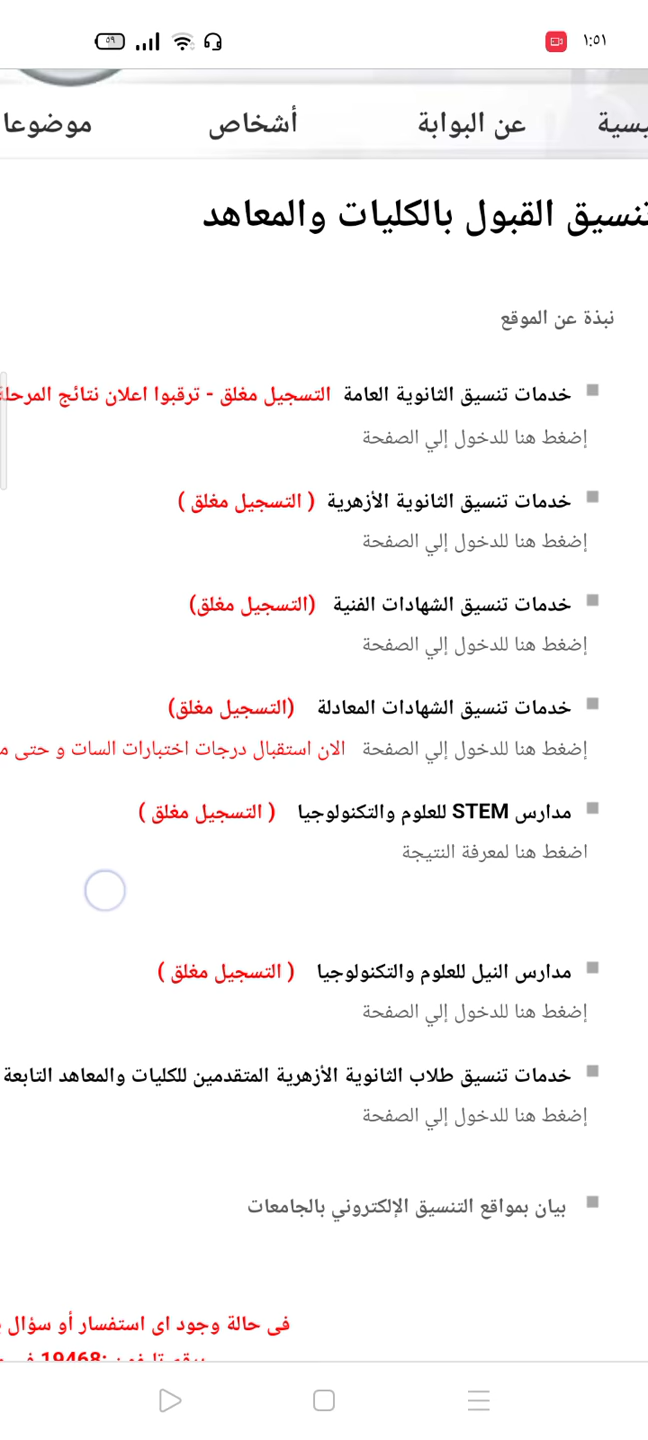 ٥٩
١:٥١
عن البوابة
أشخاص
تنسيق القبول بالكليات والمعاهد
نبذة عن الموقع
خدمات تنسيق الثانوية العامة التسجيل مغلق - ترقبوا اعلان نتائج المرحلة
إضغط هنا للدخول إلي الصفحة
خدمات تنسيق الثانوية الأزهرية ( التسجيل مغلق )
إضغط هنا للدخول إلي الصفحة
خدمات تنسيق الشهادات الفنية (التسجيل مغلق)
إضغط هنا للدخول إلي الصفحة
خدمات تنسيق الشهادات المعادلة (التسجيل مغلق)
إضغط هنا للدخول إلي الصفحة الان استقبال درجات اختبارات السات و حتى
مدارس STEM للعلوم والتكنولوجيا ( التسجيل مغلق )
اضغط هنا لمعرفة النتيجة
مدارس النيل للعلوم والتكنولوجيا ( التسجيل مغلق )
إضغط هنا للدخول إلي الصفحة
خدمات تنسيق طلاب الثانوية الأزهرية المتقدمين للكليات والمعاهد التابعة
إضغط هنا للدخول إلي الصفحة
بيان بمواقع التنسيق الإلكتروني بالجامعات
فى حالة وجود اى استفسار أو سؤال
19468: